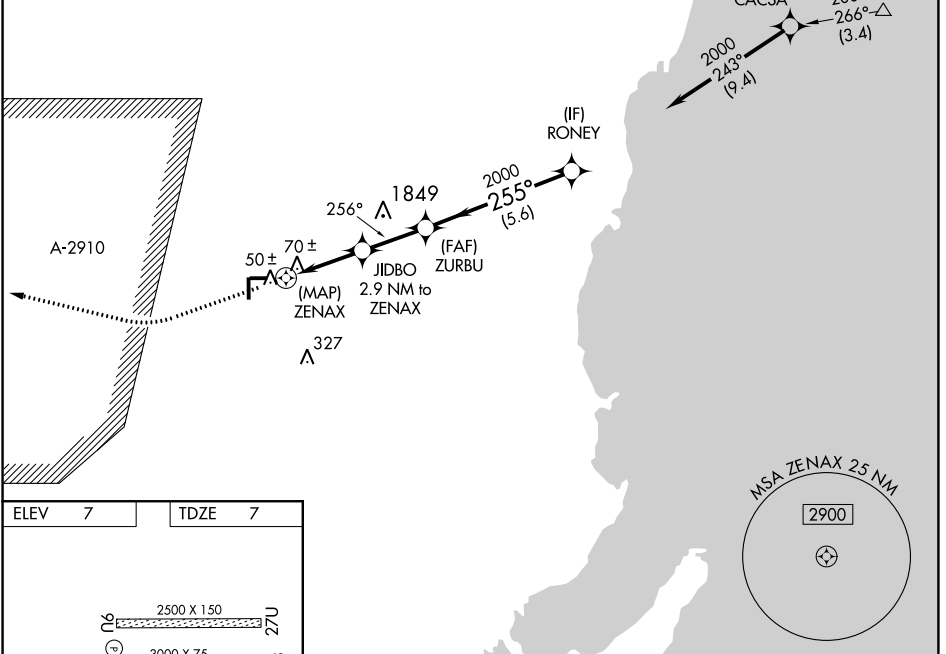 CACSA
266°
(3.4)
2000
243°
(9.4)
(IF)
RONEY
2000
255°
(5.6)
256°
1849
A-2910
50 ±
70 ±
(FAF)
ZURBU
JIDBO
2.9 NM to
ZENAX
(MAP)
ZENAX
327
MSA ZENAX 25 NM
2900
ELEV 7
TDZE 7
2500 X 150
9U
27U
P
2000 X 75